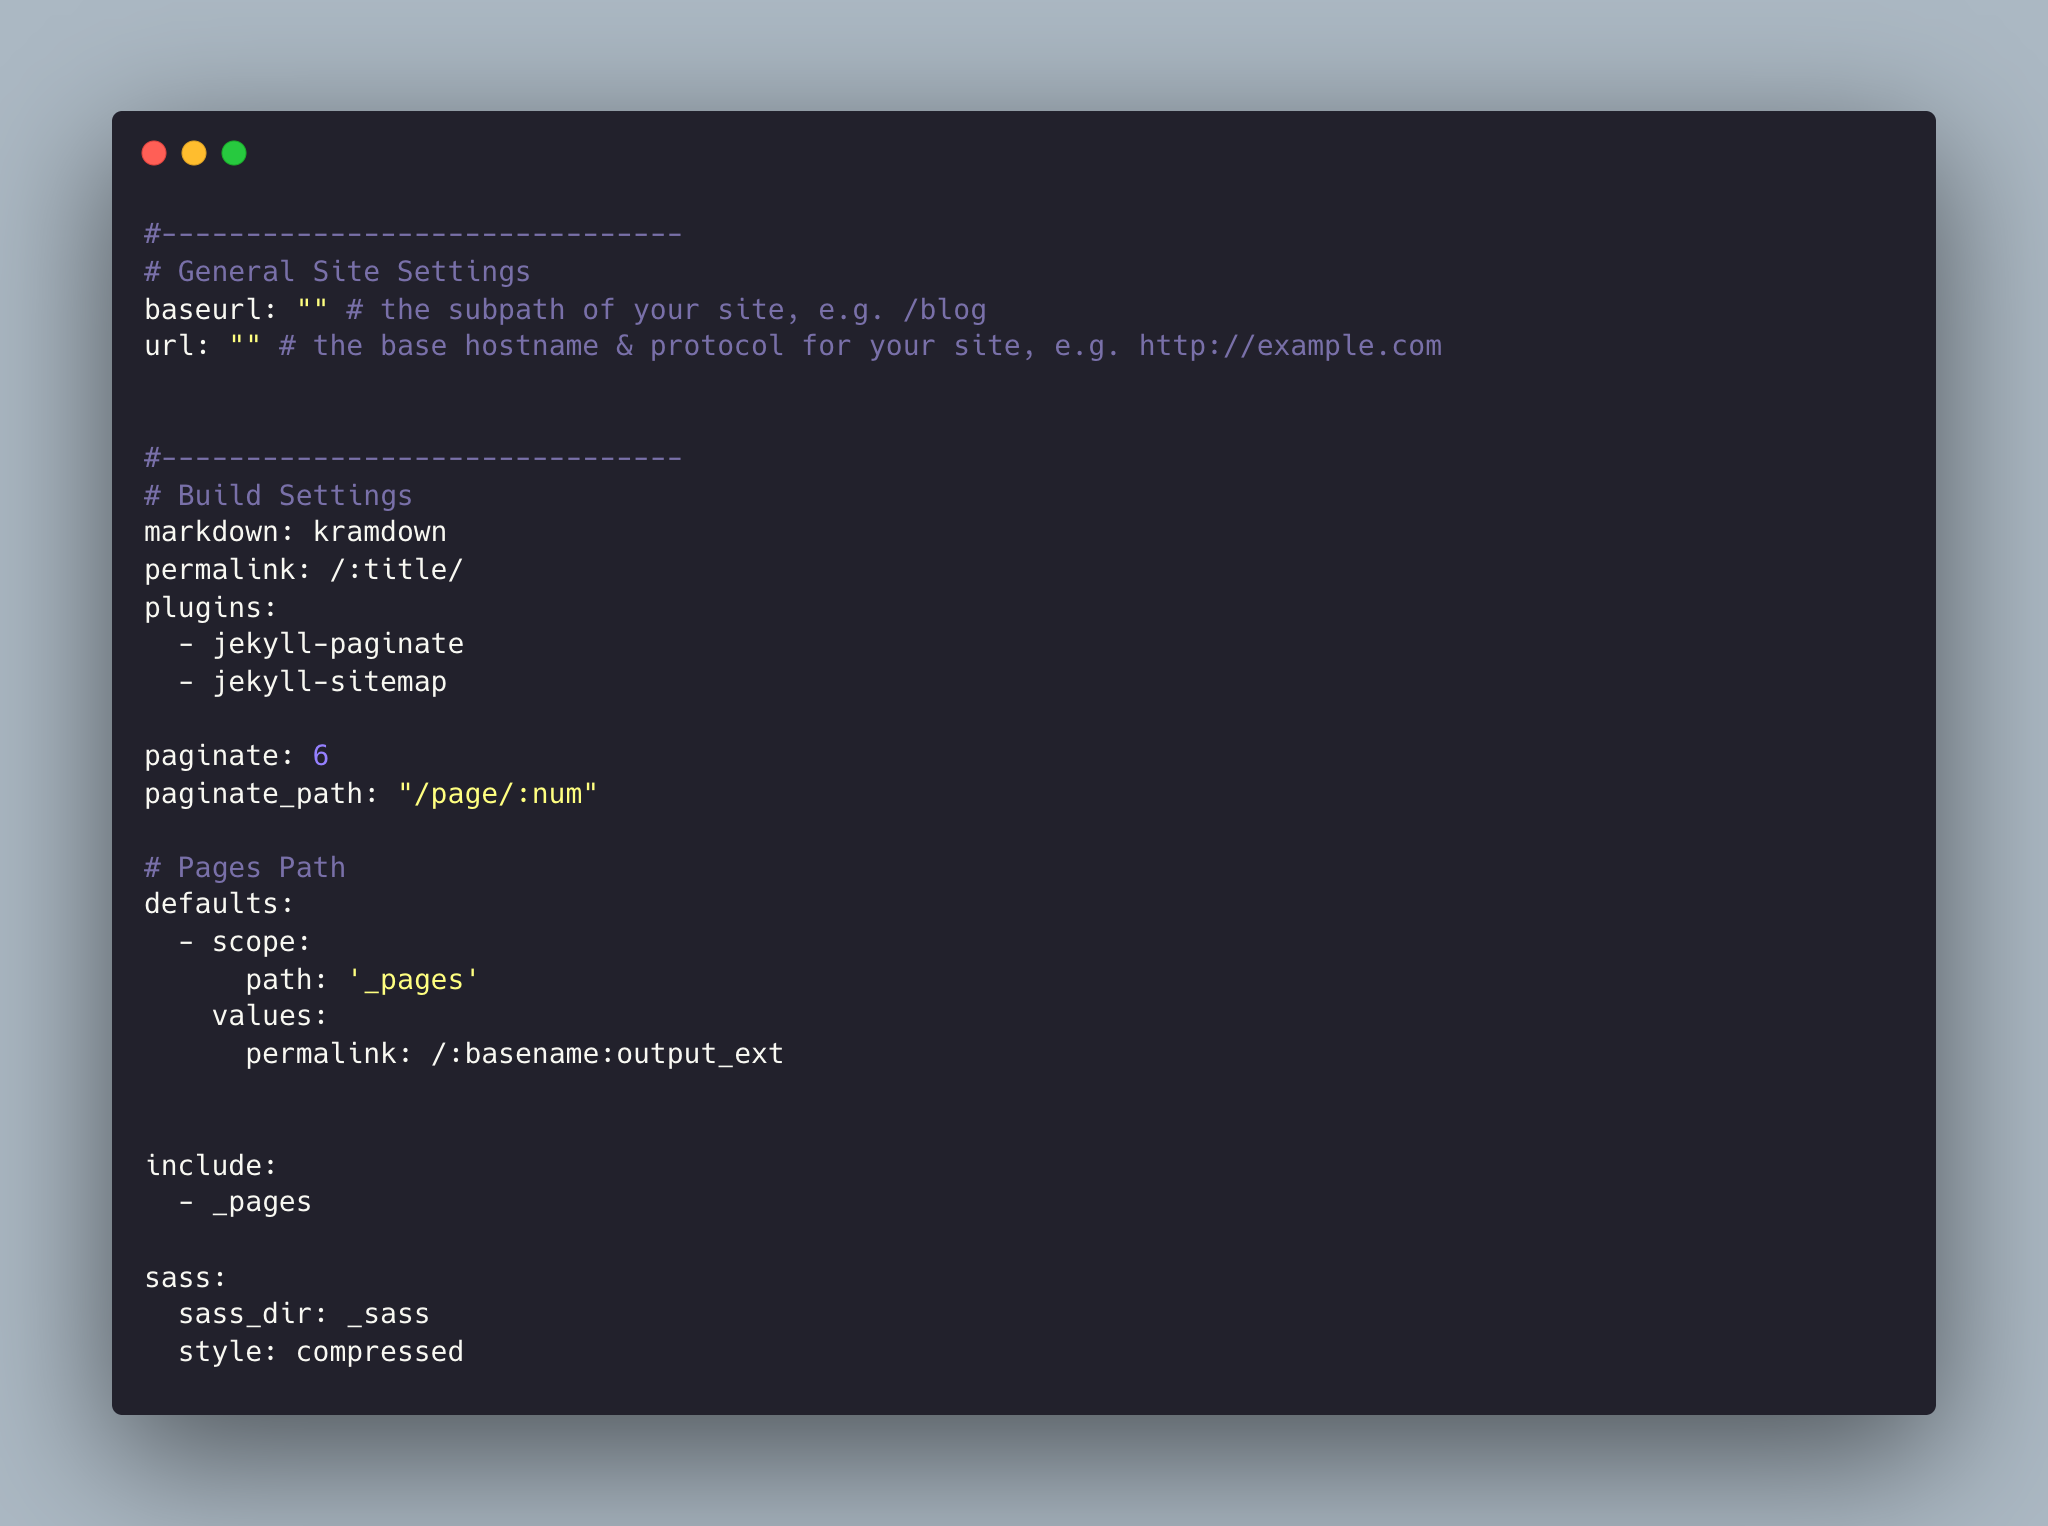 #-------------------------------
# General Site Settings
baseurl: "" # the subpath of your site, e.g. /blog
url: "" # the base hostname & protocol for your site, e.g. http://example.com
#-------------------------------
# Build Settings
markdown: kramdown
permalink: /:title/
plugins:
  - jekyll-paginate
  - jekyll-sitemap
paginate: 6
paginate_path: "/page/:num"
# Pages Path
defaults:
  - scope:
      path: '_pages'
    values:
      permalink: /:basename:output_ext
include:
  - _pages
sass:
  sass_dir: _sass
  style: compressed